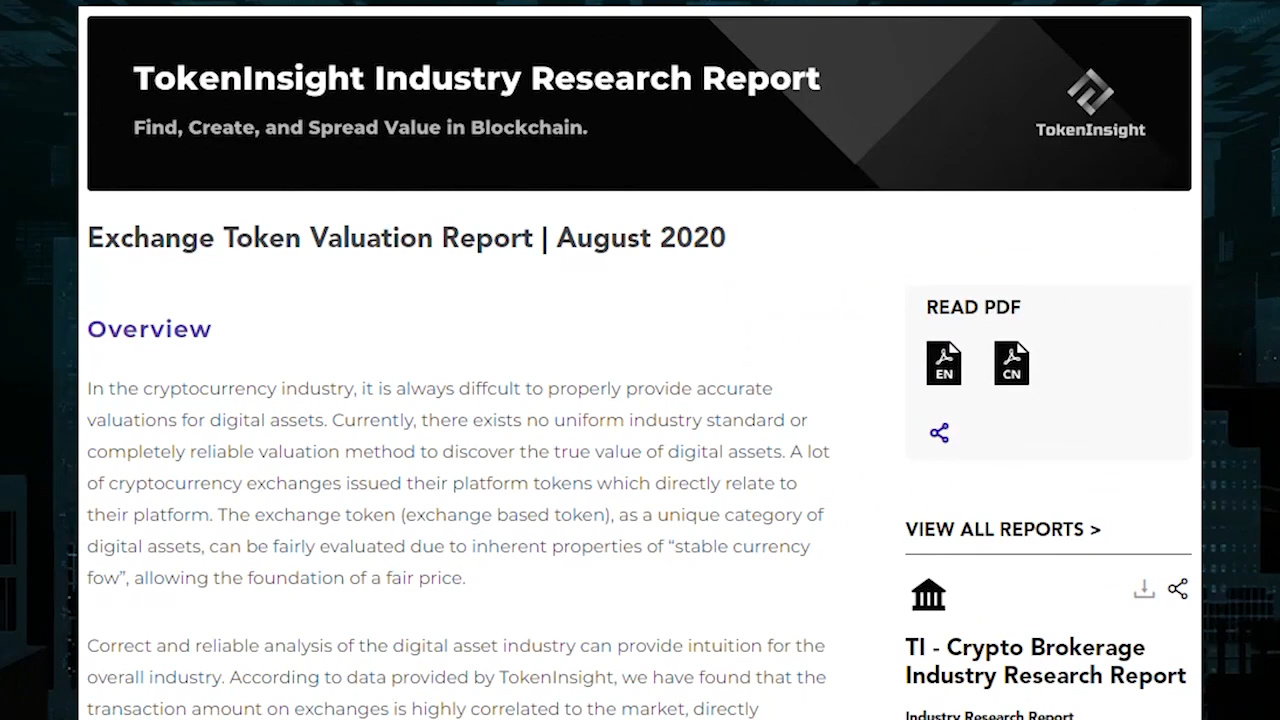 TokenInsight Industry Research Report
Find, Create, and Spread Value in Blockchain.
TokenInsight
Exchange Token Valuation Report | August 2020
Overview
In the cryptocurrency industry, it is always diffcult to properly provide accurate
valuations for digital assets. Currently, there exists no uniform industry standard or
completely reliable valuation method to discover the true value of digital assets. A lot
of cryptocurrency exchanges issued their platform tokens which directly relate to
their platform. The exchange token (exchange based token), as a unique category of
digital assets, can be fairly evaluated due to inherent properties of “stable currency
fow”, allowing the foundation of a fair price.
Correct and reliable analysis of the digital asset industry can provide intuition for the
overall industry. According to data provided by TokenInsight, we have found that the
transaction amount on exchanges is highly correlated to the market, directly
READ PDF
EN
CN
VIEW ALL REPORTS >
TI - Crypto Brokerage
Industry Research Report
Industry Research Report